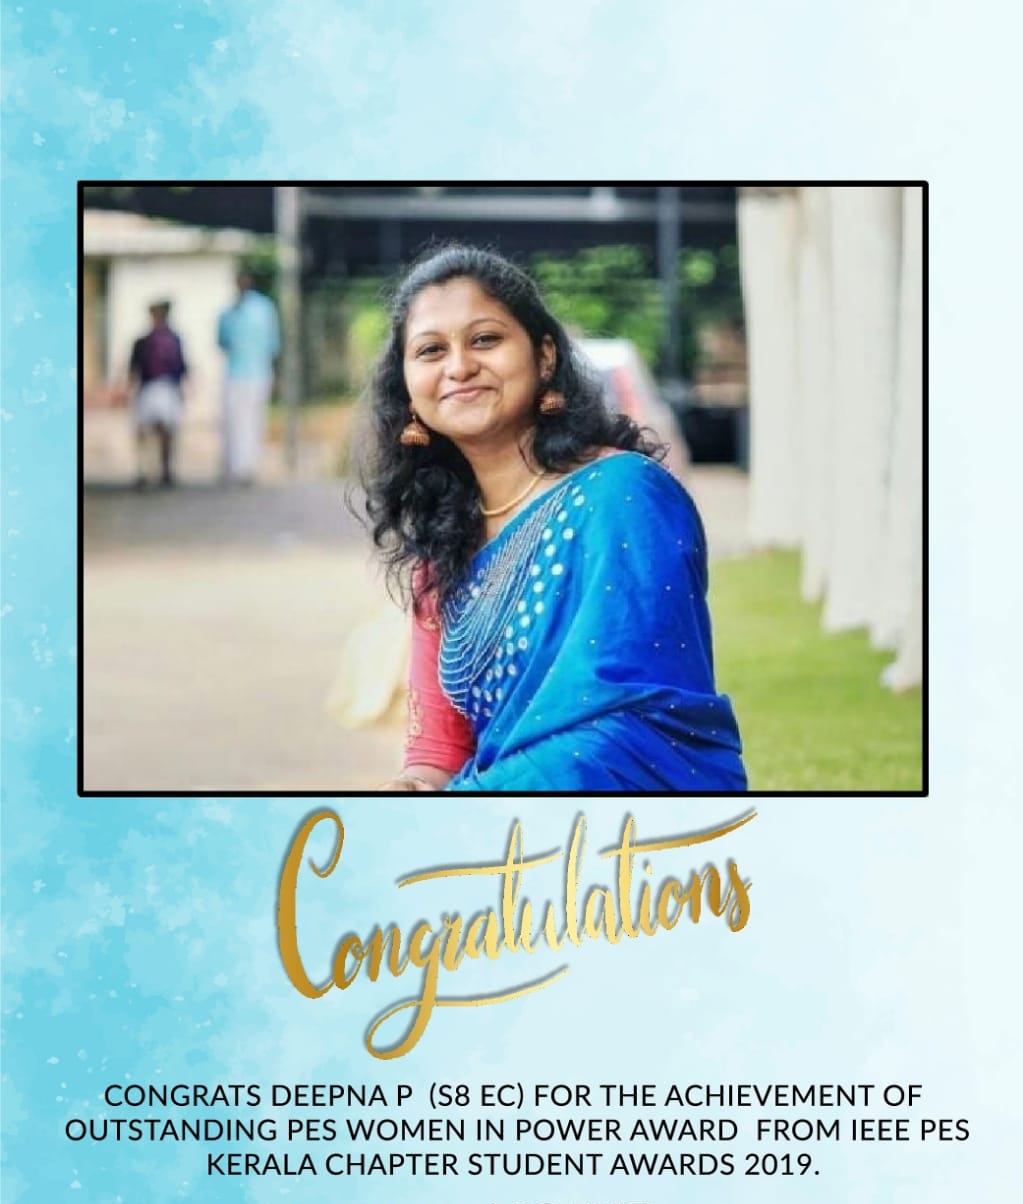 Congratulations
CONGRATS DEEPNA P (S8 EC) FOR THE ACHIEVEMENT OF
OUTSTANDING PES WOMEN IN POWER AWARD FROM IEEE PES
KERALA CHAPTER STUDENT AWARDS 2019.